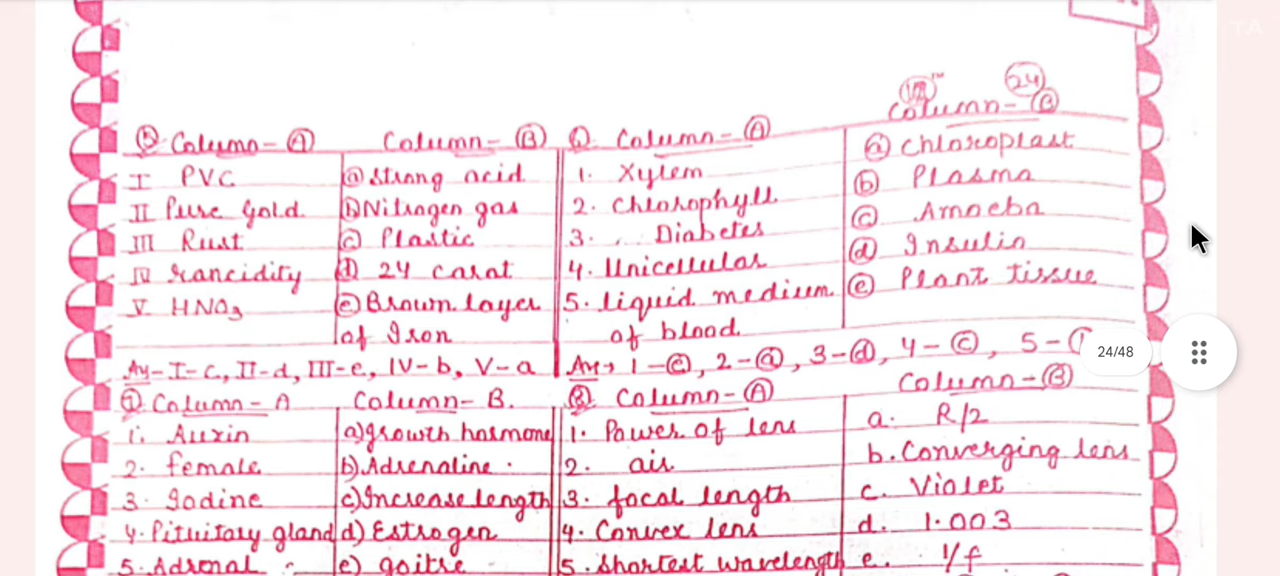 TA
VIII 24
⑤ Column-Ⓐ Column-Ⓑ
I PVC ⓐ Strong acid
II Pure Gold ⓑ Nitrogen gas
III Rust ⓒ Plastic
IV rancidity ⓓ 24 carat
V HNO₃ ⓔ Brown layer
of Iron
Ay-I-c, II-d, III-e, IV-b, V-a
Column-Ⓐ Column-Ⓑ
1. Xylem ⓐ Chloroplast
2. Chlorophyll ⓑ Plasma
3. Diabetes ⓒ Amoeba
4. Unicellular ⓓ Insulin
5. liquid medium ⓔ Plant tissue
of blood
Ans 1-ⓔ, 2-ⓐ, 3-ⓓ, 4-ⓒ, 5-
24/48
⑦ Column-A Column-B.
1. Auxin a) growth hormone
2. female b) Adrenaline.
3. Iodine c) Increase length
4. Pituitary gland d) Estrogen
5. Adrenal e) goitre
⑧ Column-Ⓐ Column-Ⓑ
1. Power of lens a. R/2
2. air b. Converging lens
3. focal length c. Violet
4. Convex lens d. 1.003
5. Shortest wavelength e. 1/f